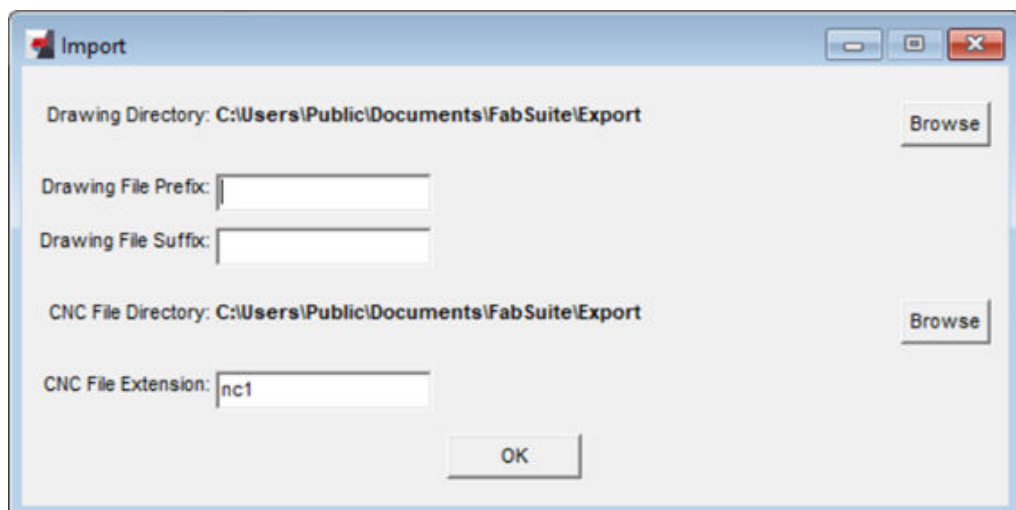 Import
Drawing Directory: C:\Users\Public\Documents\FabSuite\Export
Browse
Drawing File Prefix:
Drawing File Suffix:
CNC File Directory: C:\Users\Public\Documents\FabSuite\Export
Browse
CNC File Extension: nc1
OK